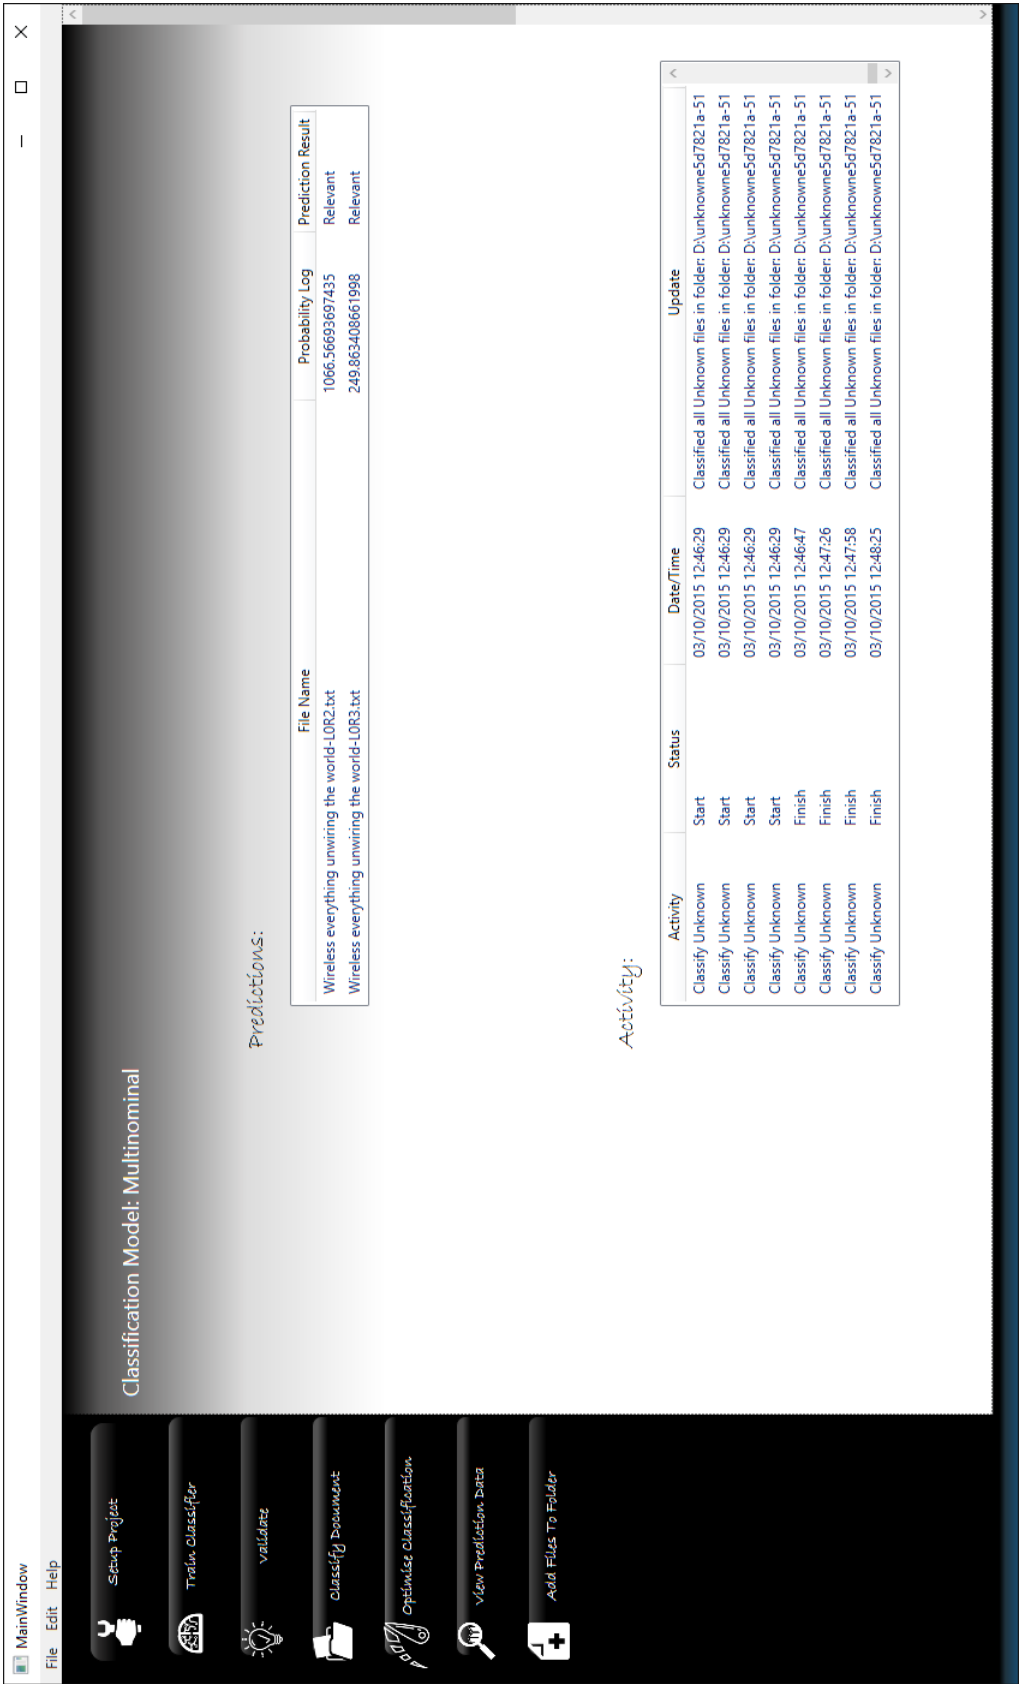 MainWindow
File Edit Help
Setup Project
Train Classifier
Validate
Classify Document
Optimise Classification
View Prediction Data
Add Files To Folder
Classification Model: Multinominal
Predictions:
File Name Probability Log Prediction Result
Wireless everything unwiring the world-L0R2.txt 1066.56693697435 Relevant
Wireless everything unwiring the world-L0R3.txt 249.863408661998 Relevant
Activity:
Activity Status Date/Time Update
Classify Unknown Start 03/10/2015 12:46:29 Classified all Unknown files in folder: D:\unknowne5d7821a-51
Classify Unknown Start 03/10/2015 12:46:29 Classified all Unknown files in folder: D:\unknowne5d7821a-51
Classify Unknown Start 03/10/2015 12:46:29 Classified all Unknown files in folder: D:\unknowne5d7821a-51
Classify Unknown Start 03/10/2015 12:46:29 Classified all Unknown files in folder: D:\unknowne5d7821a-51
Classify Unknown Finish 03/10/2015 12:46:47 Classified all Unknown files in folder: D:\unknowne5d7821a-51
Classify Unknown Finish 03/10/2015 12:47:26 Classified all Unknown files in folder: D:\unknowne5d7821a-51
Classify Unknown Finish 03/10/2015 12:47:58 Classified all Unknown files in folder: D:\unknowne5d7821a-51
Classify Unknown Finish 03/10/2015 12:48:25 Classified all Unknown files in folder: D:\unknowne5d7821a-51